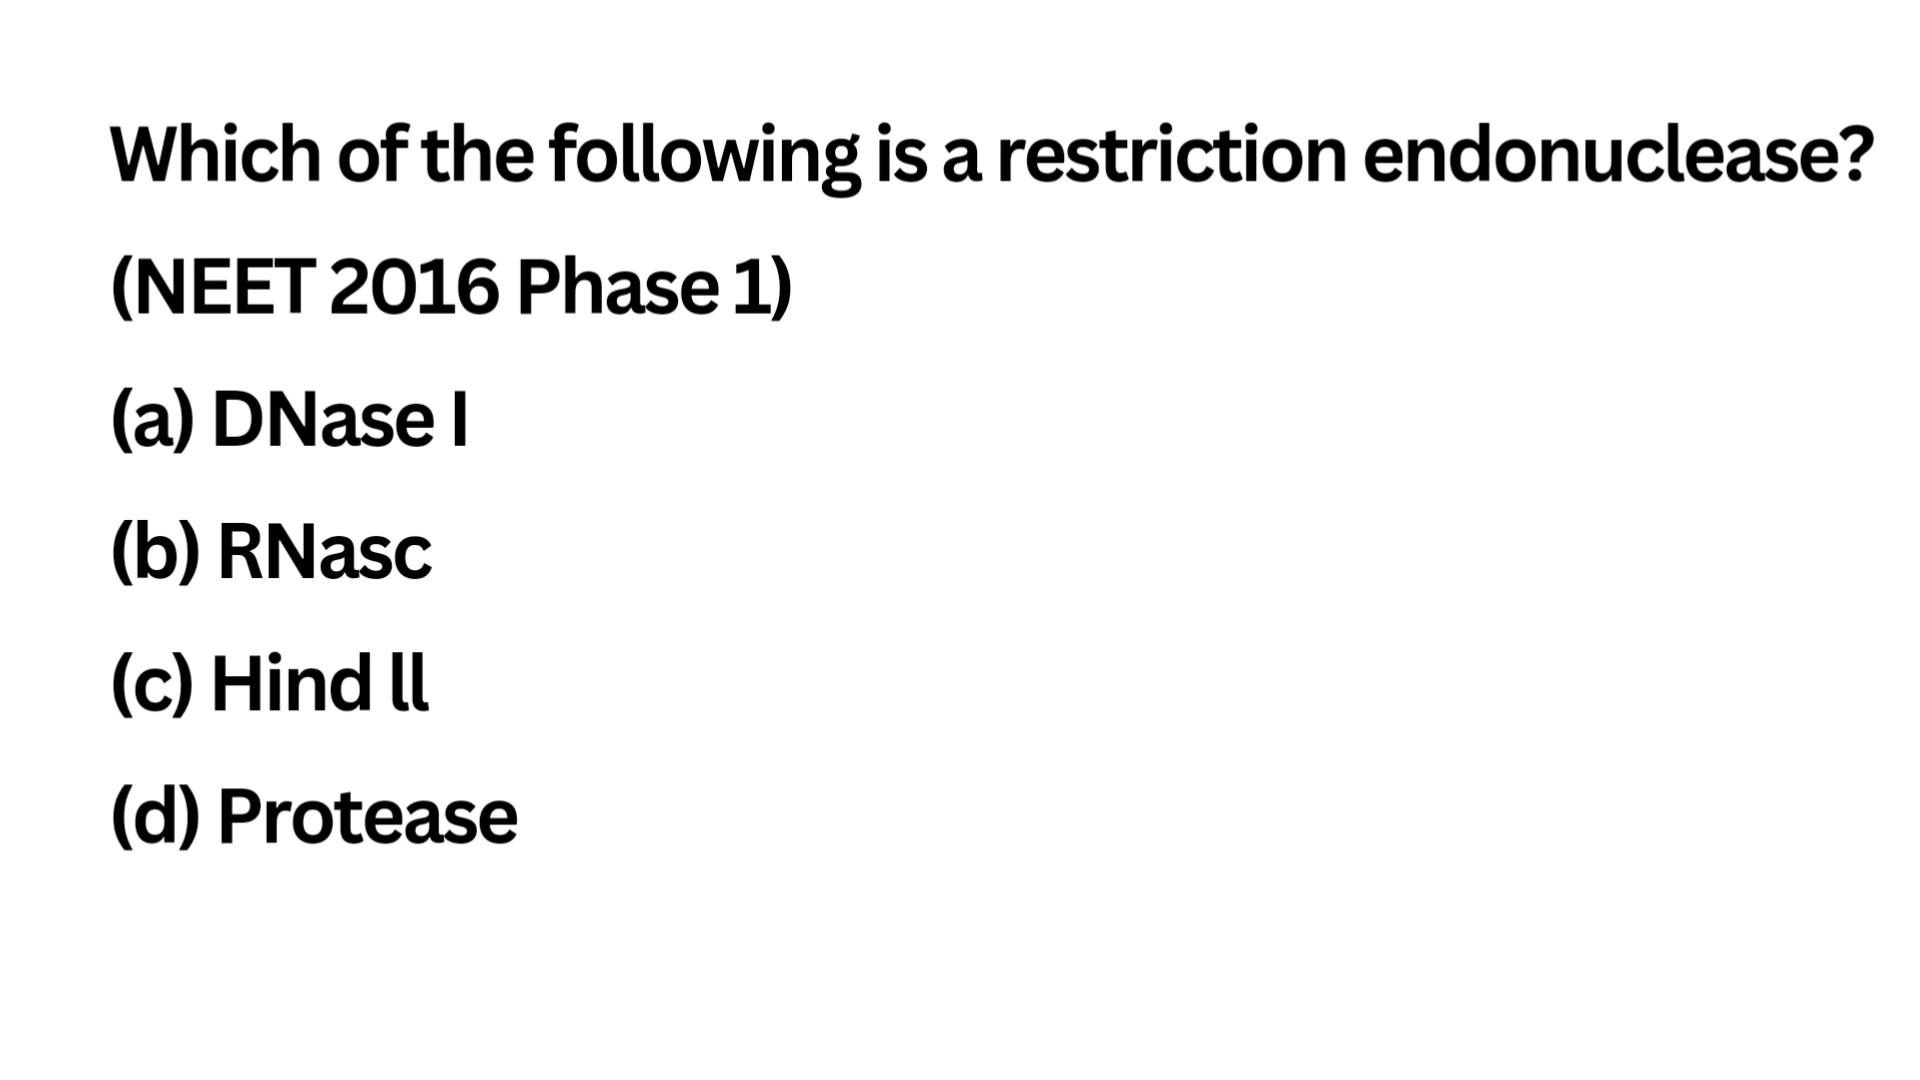 Which of the following is a restriction endonuclease?
(NEET 2016 Phase 1)
(a) DNase I
(b) RNasc
(c) Hind ll
(d) Protease